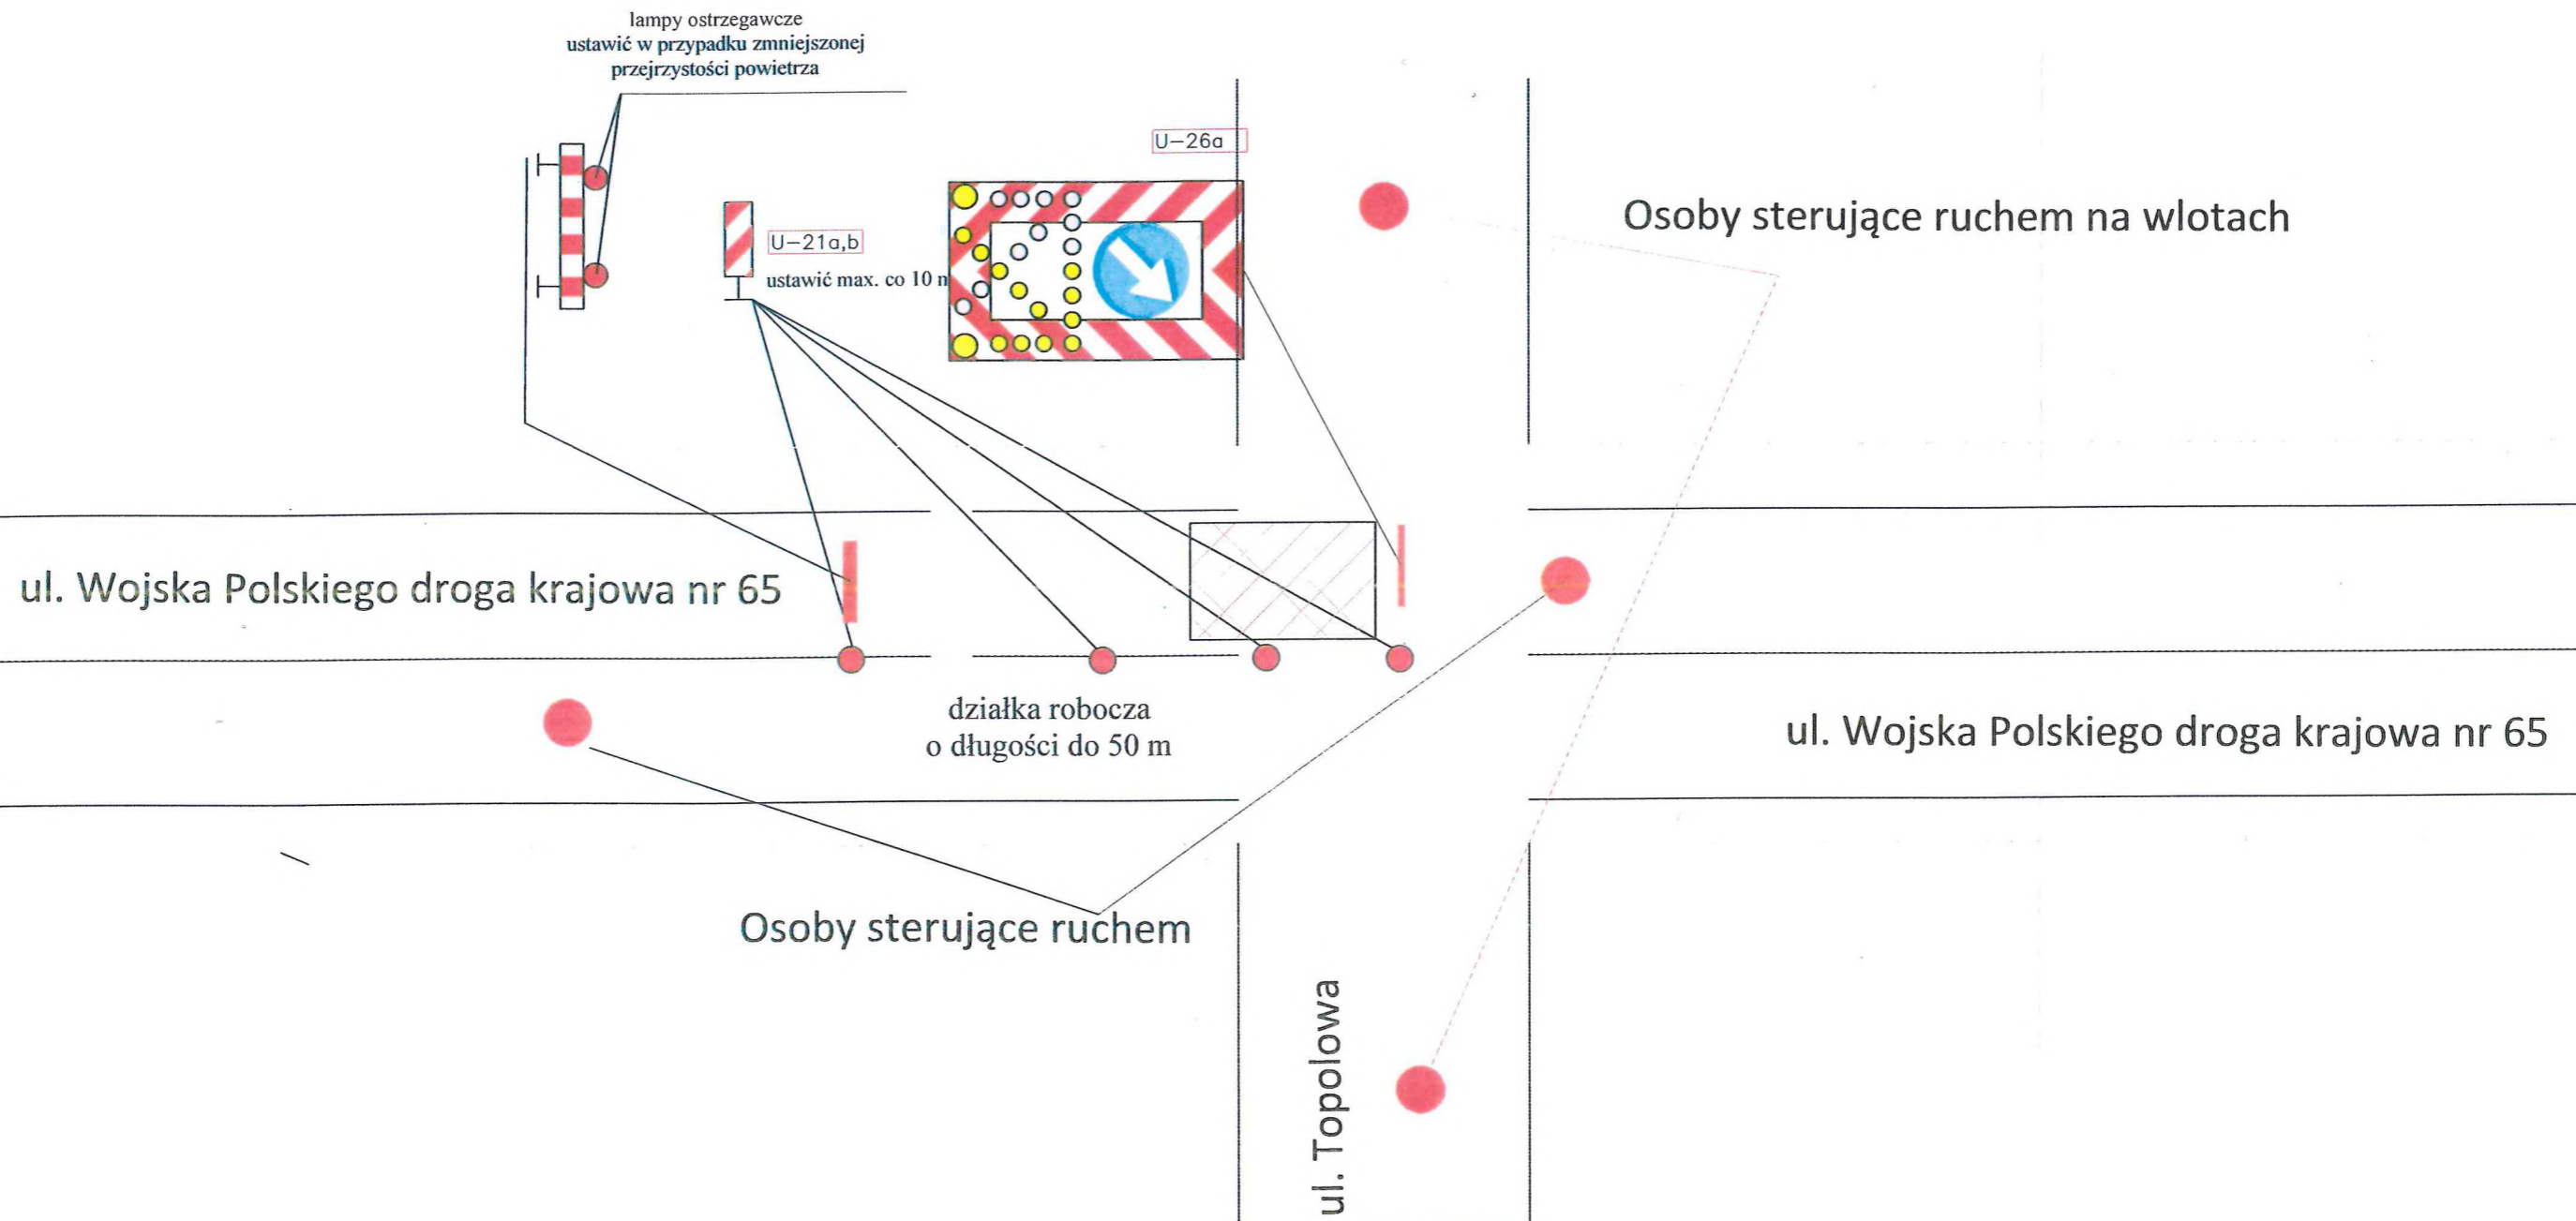 lampy ostrzegawcze
ustawić w przypadku zmniejszonej
przejrzystości powietrza
U-26a
Osoby sterujące ruchem na wlotach
U-21a,b
ustawić max. co 10 m
ul. Wojska Polskiego droga krajowa nr 65
działka robocza
o długości do 50 m
ul. Wojska Polskiego droga krajowa nr 65
Osoby sterujące ruchem
ul. Topolowa